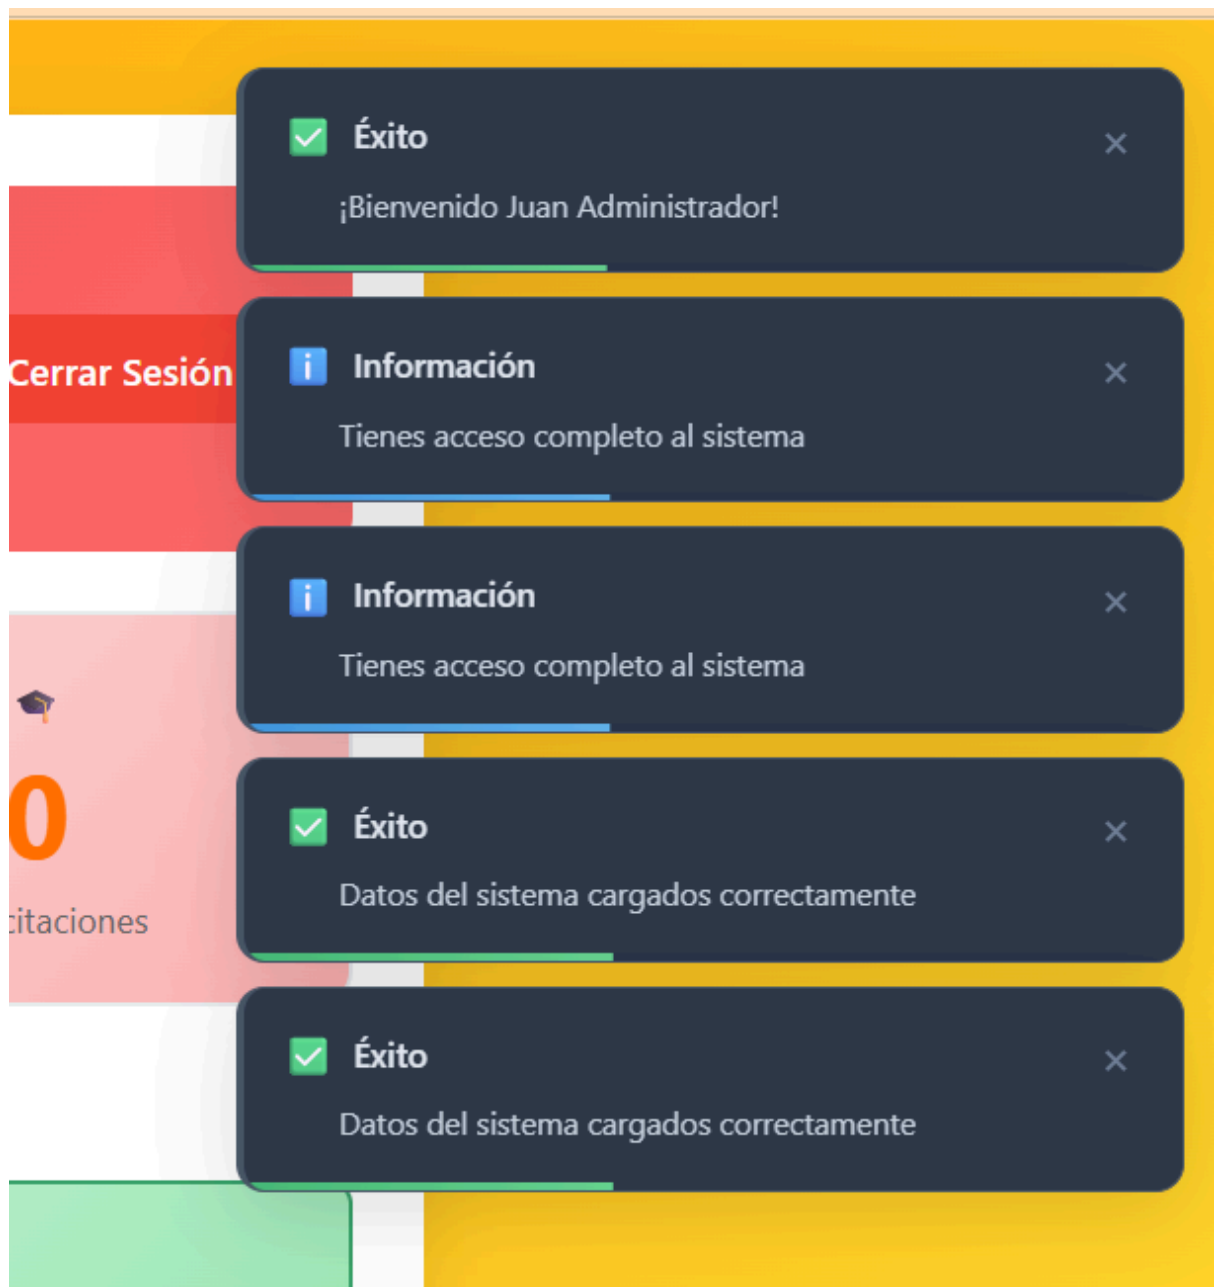 Éxito
¡Bienvenido Juan Administrador!
Cerrar Sesión
Información
Tienes acceso completo al sistema
Información
Tienes acceso completo al sistema
0
Éxito
Datos del sistema cargados correctamente
citaciones
Éxito
Datos del sistema cargados correctamente